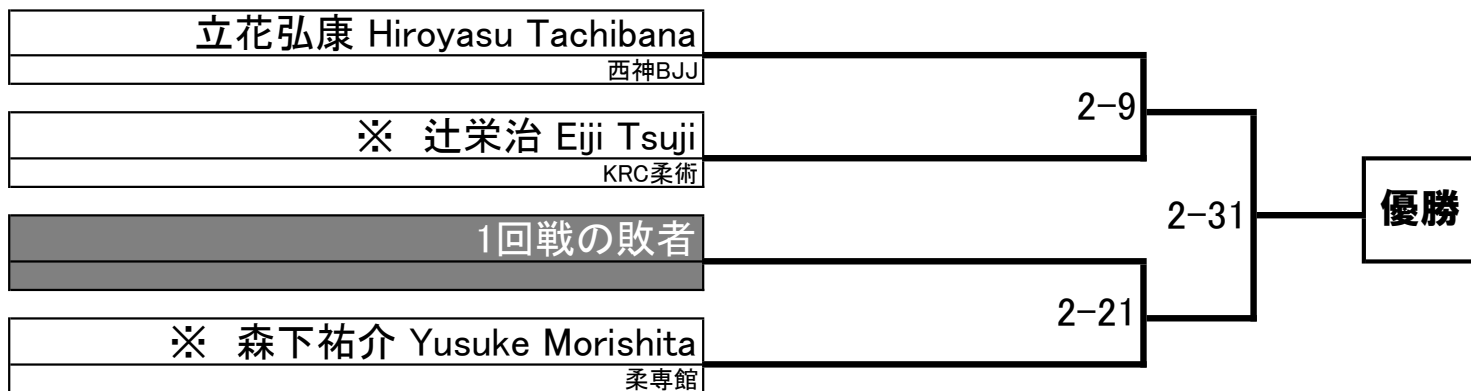 立花弘康 Hiroyasu Tachibana
西神BJJ
2-9
※ 辻栄治 Eiji Tsuji
KRC柔術
2-31
優勝
1回戦の敗者
2-21
※ 森下祐介 Yusuke Morishita
柔専館